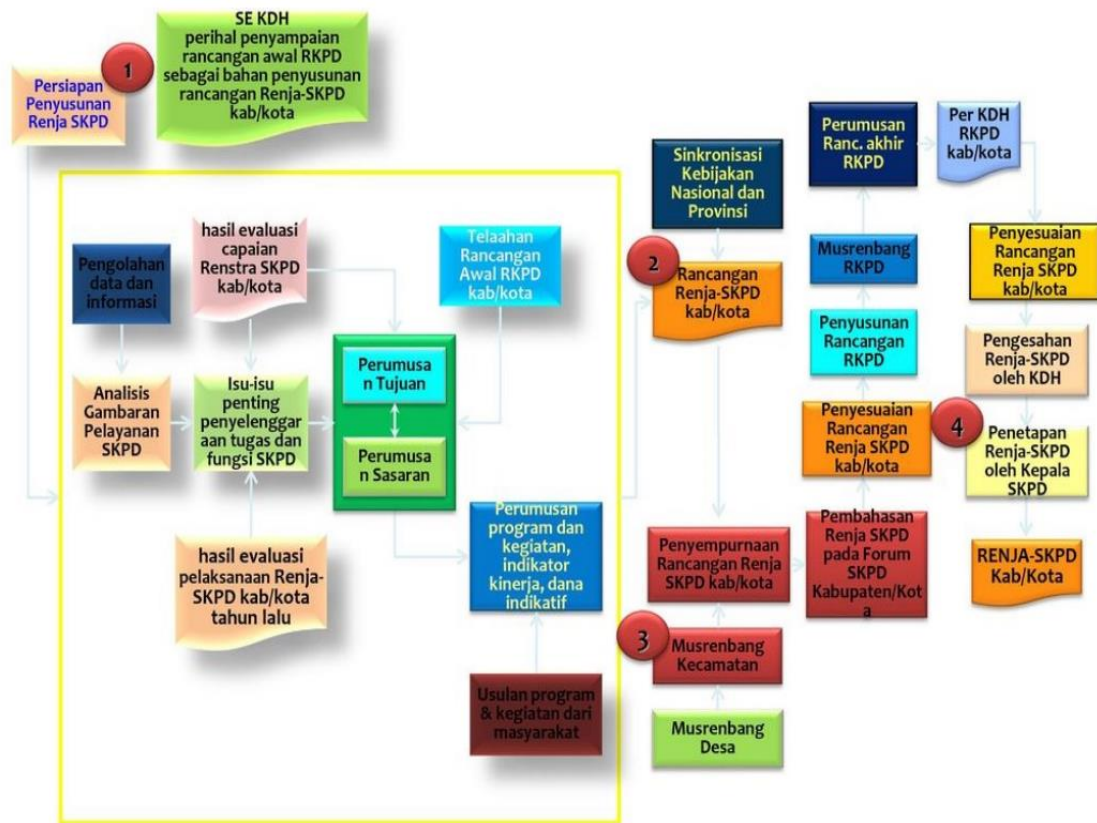 1
Persiapan
Penyusunan
Renja SKPD
SE KDH
perihal penyampaian
rancangan awal RKPD
sebagai bahan penyusunan
rancangan Renja-SKPD
kab/kota
Pengolahan
data dan
informasi
hasil evaluasi
capaian
Renstra SKPD
kab/kota
Telaahan
Rancangan
Awal RKPD
kab/kota
Analisis
Gambaran
Pelayanan
SKPD
Isu-isu
penting
penyelenggar
aan tugas dan
fungsi SKPD
Perumusa
n Tujuan
Perumusa
n Sasaran
hasil evaluasi
pelaksanaan Renja-
SKPD kab/kota
tahun lalu
Perumusan
program dan
kegiatan,
indikator
kinerja, dana
indikatif
Usulan program
& kegiatan dari
masyarakat
Sinkronisasi
Kebijakan
Nasional dan
Provinsi
2
Rancangan
Renja-SKPD
kab/kota
Penyempurnaan
Rancangan Renja
SKPD kab/kota
3
Musrenbang
Kecamatan
Musrenbang
Desa
Perumusan
Ranc. akhir
RKPD
Musrenbang
RKPD
Penyusunan
Rancangan
RKPD
Penyesuaian
Rancangan
Renja SKPD
kab/kota
Pembahasan
Renja SKPD
pada Forum
SKPD
Kabupaten/Kot
a
Per KDH
RKPD
kab/kota
Penyesuaian
Rancangan
Renja SKPD
kab/kota
Pengesahan
Renja-SKPD
oleh KDH
4
Penetapan
Renja-SKPD
oleh Kepala
SKPD
RENJA-SKPD
Kab/Kota